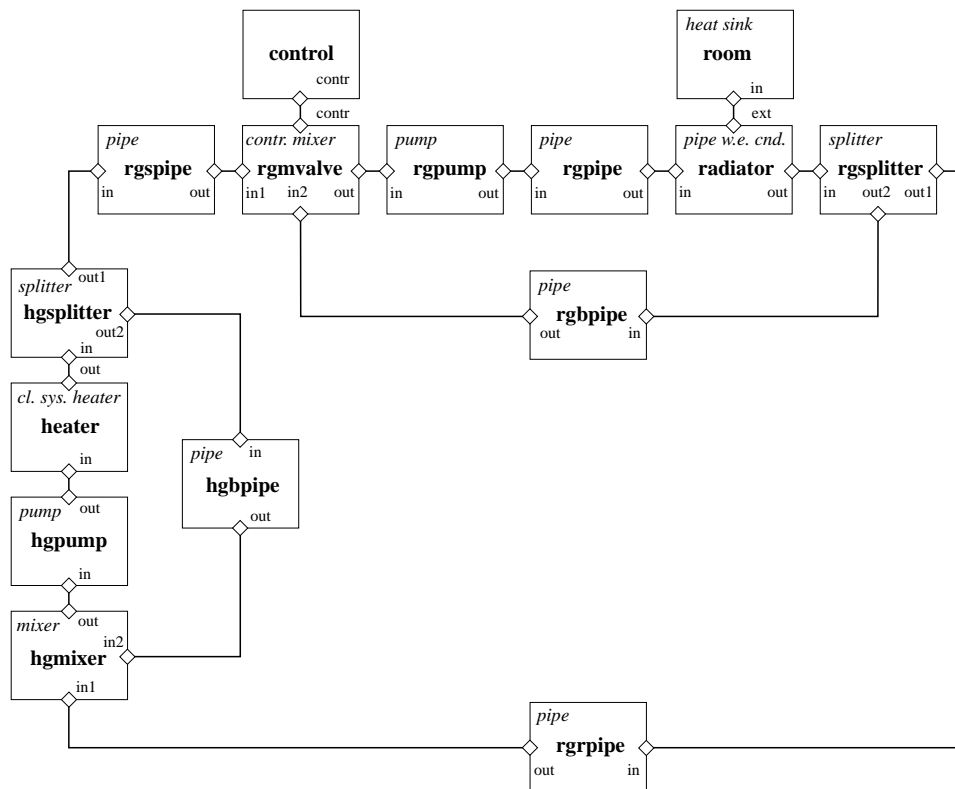 control
contr
contr
heat sink
room
in
ext
pipe
rgspipe
in
out
contr. mixer
rgmvalve
in1
in2
out
pump
rgpump
in
out
pipe
rgpipe
in
out
pipe w.e. cnd.
radiator
in
out
splitter
rgsplitter
in
out2
out1
pipe
rgbpipe
out
in
out1
splitter
hgsplitter
out2
in
out
cl. sys. heater
heater
in
out
pump
hgpump
in
pipe
in
hgbpipe
out
out
mixer
in2
hgmixer
in1
pipe
rgrpipe
out
in